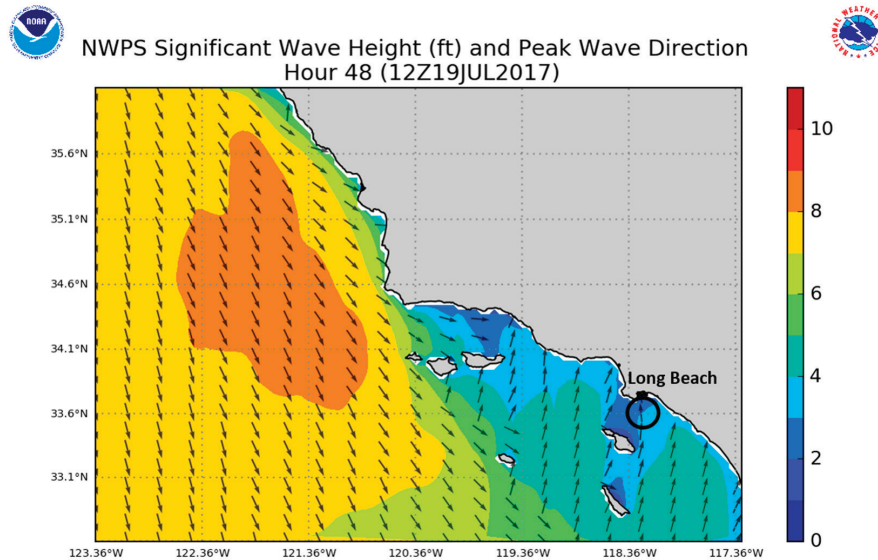 NOAA
NWPS Significant Wave Height (ft) and Peak Wave Direction
Hour 48 (12Z19JUL2017)
NATIONAL WEATHER
35.6°N
35.1°N
34.6°N
34.1°N
33.6°N
33.1°N
Long Beach
123.36°W 122.36°W 121.36°W 120.36°W 119.36°W 118.36°W 117.36°W
10
8
6
4
2
0